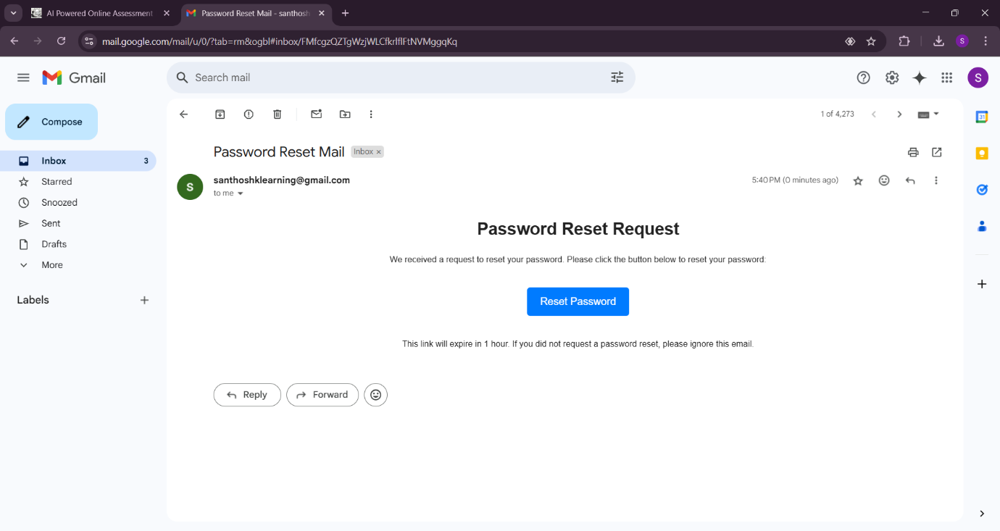 AI Powered Online Assessment
Password Reset Mail - santhosh
mail.google.com/mail/u/0/?tab=rm&ogbl#inbox/FMfcgzQZTgWzjWLCfkrlflFtNVMggqKq
S
Gmail
Search mail
S
Compose
1 of 4,273
31
Inbox 3
Starred
Snoozed
Sent
Drafts
More
Labels
Password Reset Mail Inbox ×
S
santhoshklearning@gmail.com
5:40 PM (0 minutes ago)
to me
Password Reset Request
We received a request to reset your password. Please click the button below to reset your password:
Reset Password
This link will expire in 1 hour. If you did not request a password reset, please ignore this email.
Reply
Forward